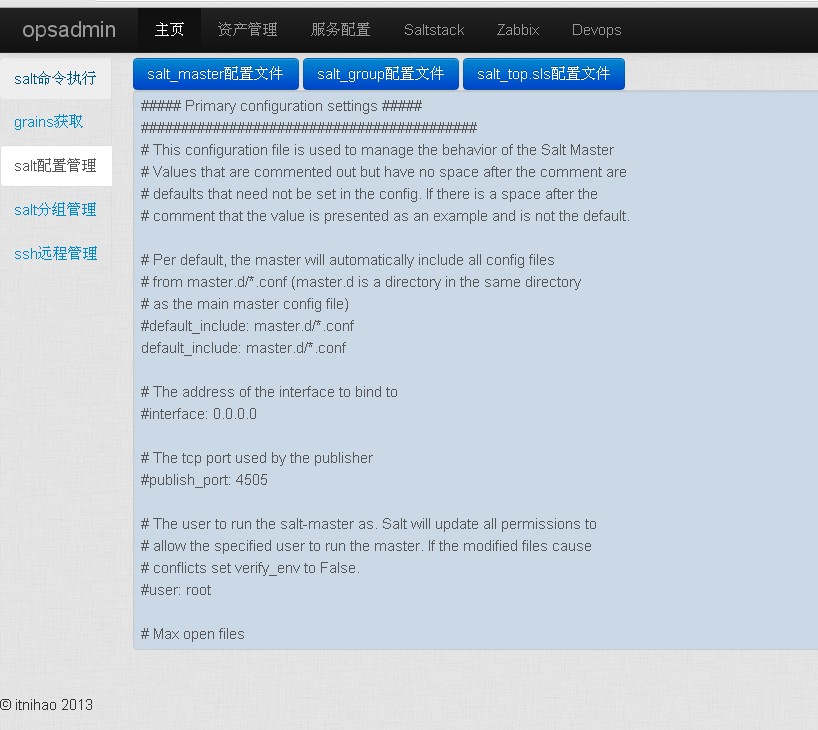 opsadmin 主页 资产管理 服务配置 Saltstack Zabbix Devops
salt命令执行
grains获取
salt配置管理
salt分组管理
ssh远程管理
salt_master配置文件 salt_group配置文件 salt_top.sls配置文件
##### Primary configuration settings #####
##########################################
# This configuration file is used to manage the behavior of the Salt Master
# Values that are commented out but have no space after the comment are
# defaults that need not be set in the config. If there is a space after the
# comment that the value is presented as an example and is not the default.
# Per default, the master will automatically include all config files
# from master.d/*.conf (master.d is a directory in the same directory
# as the main master config file)
#default_include: master.d/*.conf
default_include: master.d/*.conf
# The address of the interface to bind to
#interface: 0.0.0.0
# The tcp port used by the publisher
#publish_port: 4505
# The user to run the salt-master as. Salt will update all permissions to
# allow the specified user to run the master. If the modified files cause
# conflicts set verify_env to False.
#user: root
# Max open files
© itnihao 2013